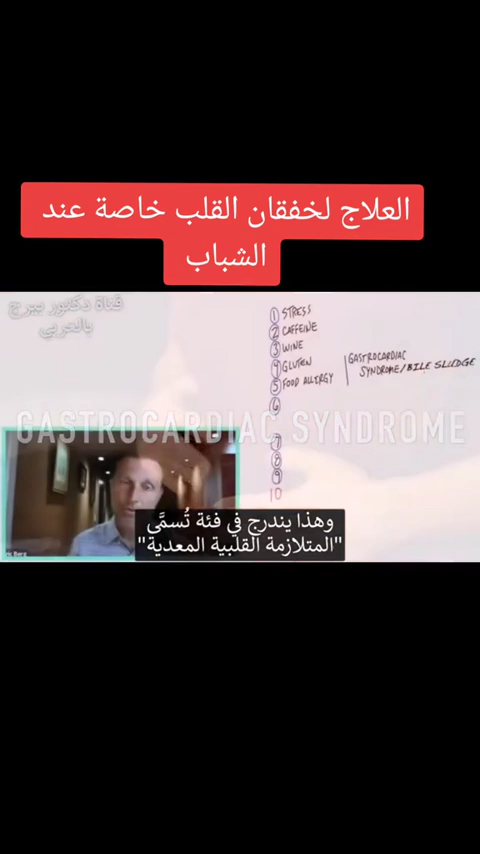 العلاج لخفقان القلب خاصة عند
الشباب
قناة دكتور بيرج
بالعربي
1 STRESS
2 CAFFEINE
3 WINE
4 GLUTEN
5 FOOD ALLERGY
GASTROCARDIAC
SYNDROME/BILE SLUDGE
6
GASTROCARDIAC SYNDROME
7
8
9
10
وهذا يندرج في فئة تُسمَّى
"المتلازمة القلبية المعدية"
Berg